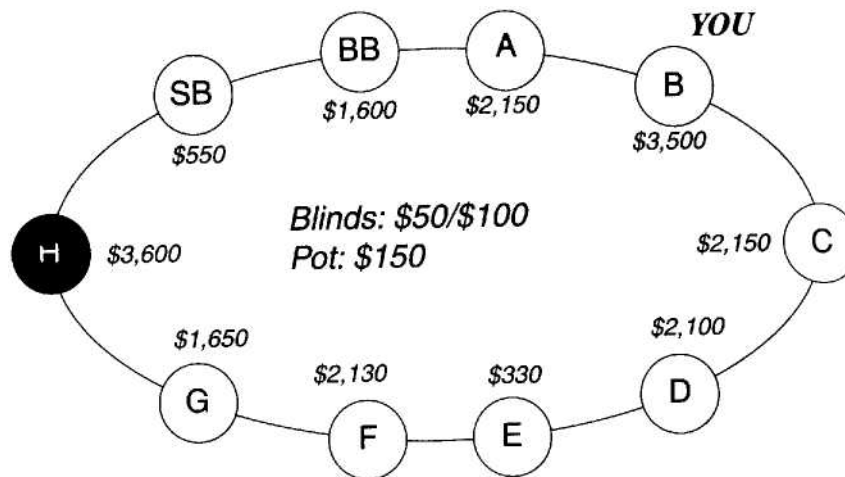 YOU
BB
A
SB
B
$1,600
$2,150
$550
$3,500
Blinds: $50/$100
Pot: $150
H
$3,600
$2,150
C
$1,650
$2,130
$330
$2,100
G
F
E
D